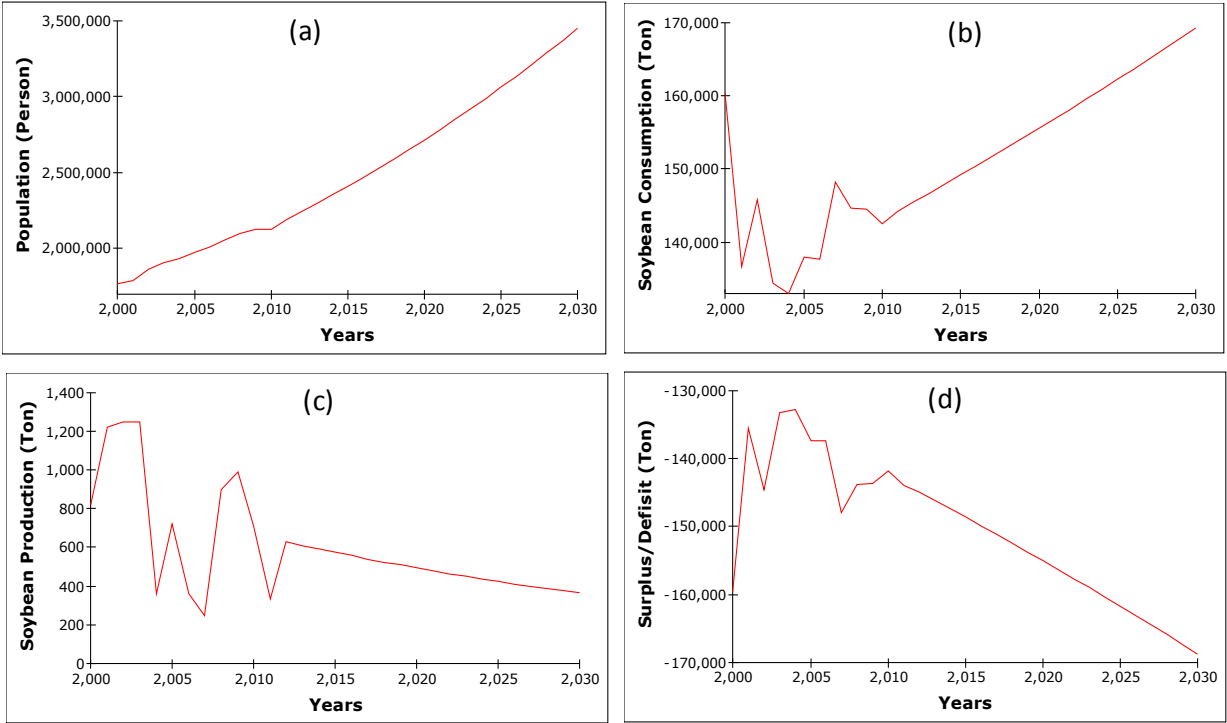 (a)
Population (Person)
3,500,000
3,000,000
2,500,000
2,000,000
2,000 2,005 2,010 2,015 2,020 2,025 2,030
Years
(b)
Soybean Consumption (Ton)
170,000
160,000
150,000
140,000
2,000 2,005 2,010 2,015 2,020 2,025 2,030
Years
(c)
Soybean Production (Ton)
1,400
1,200
1,000
800
600
400
200
0
2,000 2,005 2,010 2,015 2,020 2,025 2,030
Years
(d)
Surplus/Defisit (Ton)
-130,000
-140,000
-150,000
-160,000
-170,000
2,000 2,005 2,010 2,015 2,020 2,025 2,030
Years